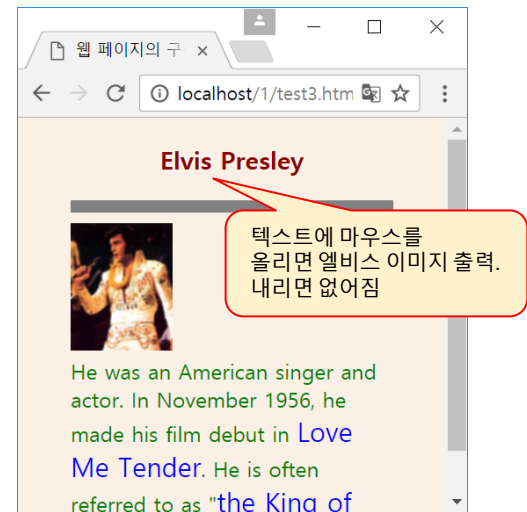 웹 페이지의 구
localhost/1/test3.htm
Elvis Presley
텍스트에 마우스를
올리면 엘비스 이미지 출력.
내리면 없어짐
He was an American singer and
actor. In November 1956, he
made his film debut in Love
Me Tender. He is often
referred to as "the King of